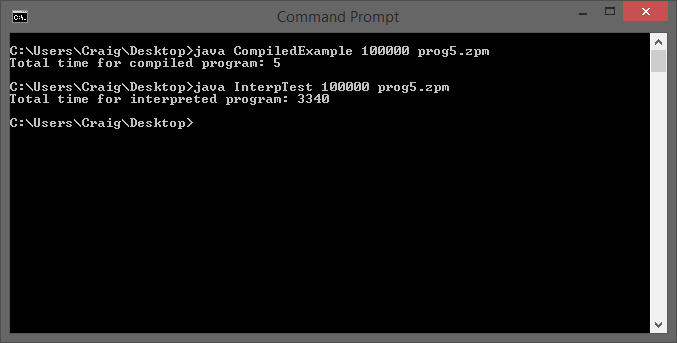 Command Prompt
C:\Users\Craig\Desktop>java CompiledExample 100000 prog5.zpm
Total time for compiled program: 5
C:\Users\Craig\Desktop>java InterpTest 100000 prog5.zpm
Total time for interpreted program: 3340
C:\Users\Craig\Desktop>